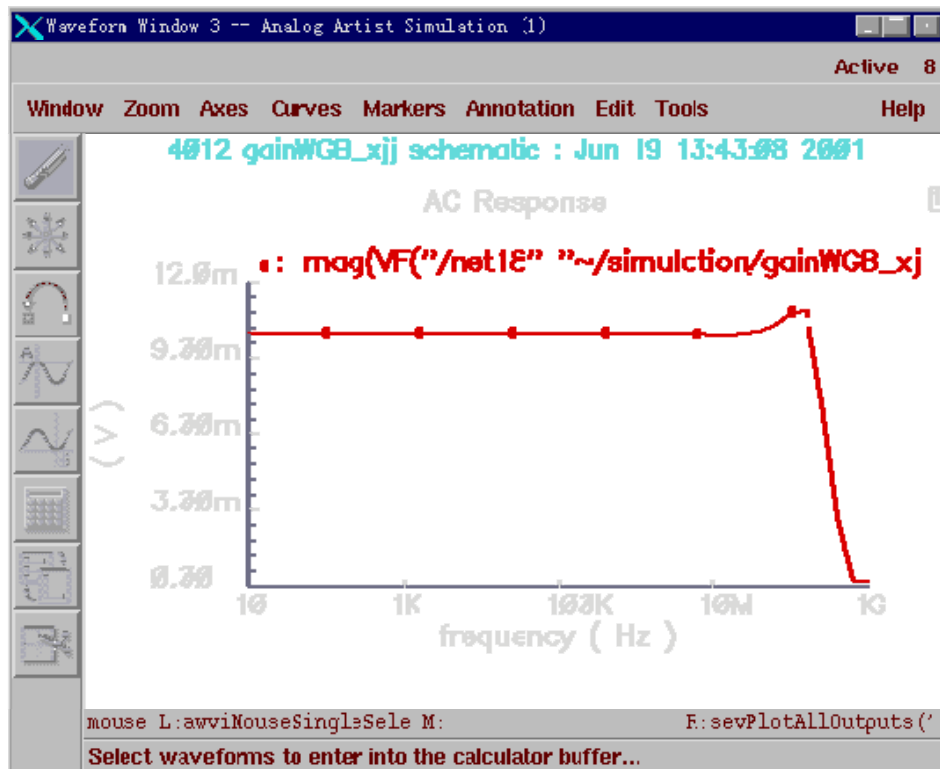 Waveform Window 3 -- Analog Artist Simulation (1)
Active 8
Window Zoom Axes Curves Markers Annotation Edit Tools Help
4012 gainWGB_xjj schematic : Jun 19 13:43:08 2001
AC Response
: mag(VF("/net18" "~/simulction/gainWGB_xj
12.0m
9.30m
6.30m
3.30m
0.30
( V )
10 1K 100K 10M 1G
frequency ( Hz )
mouse L:awviNouseSinglsSele M: R:sevPlotAllOutputs('
Select waveforms to enter into the calculator buffer...